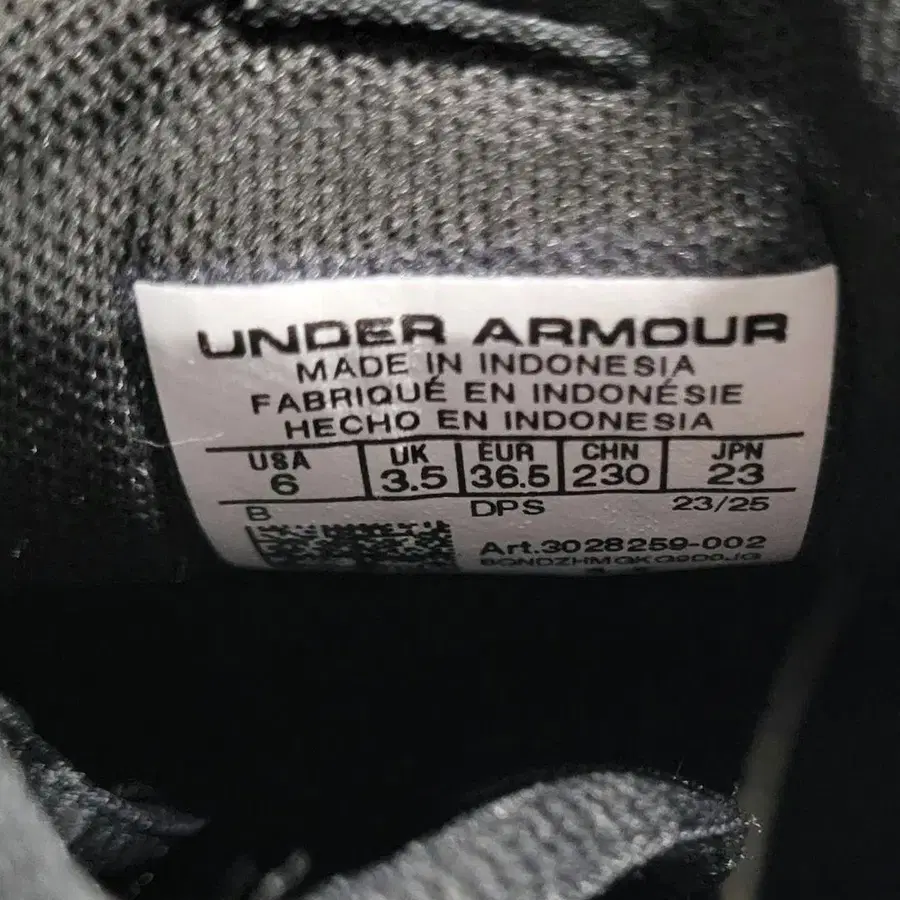 UNDER ARMOUR
MADE IN INDONESIA
FABRIQUÉ EN INDONÉSIE
HECHO EN INDONESIA
USA UK EUR CHN JPN
6 3.5 36.5 230 23
B DPS 23/25
Art.3028259-002